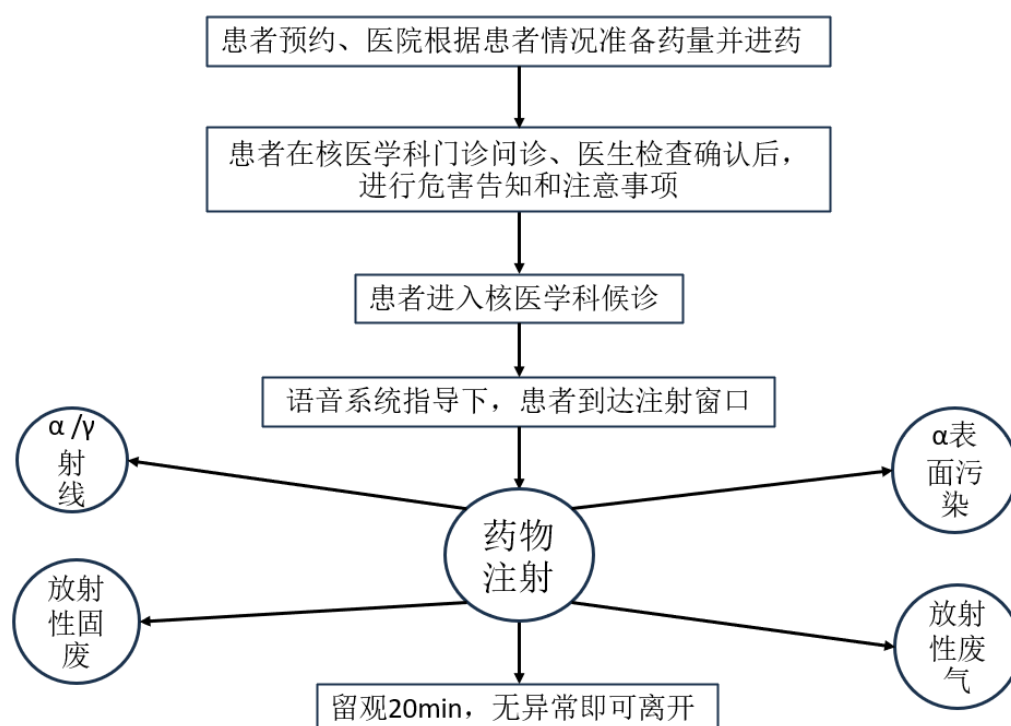 患者预约、医院根据患者情况准备药量并进药
患者在核医学科门诊问诊、医生检查确认后，
进行危害告知和注意事项
患者进入核医学科候诊
语音系统指导下，患者到达注射窗口
α/γ
射
线
α表
面污
染
药物
注射
放射
性固
废
放射
性废
气
留观20min，无异常即可离开